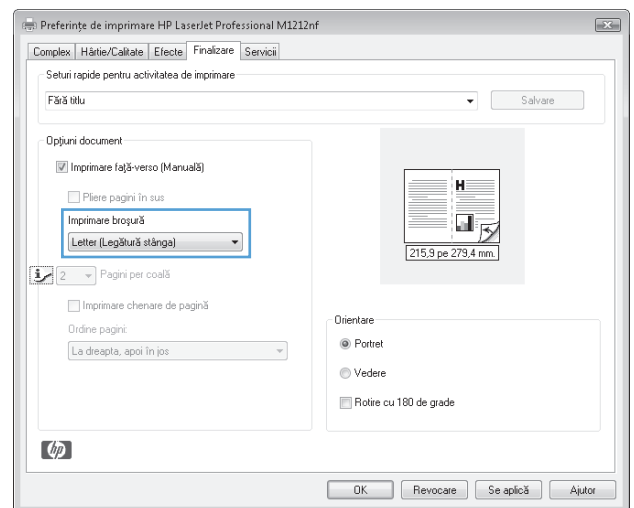 Preferințe de imprimare HP LaserJet Professional M1212nf
Complex Hârtie/Calitate Efecte Finalizare Servicii
Seturi rapide pentru activitatea de imprimare
Fără titlu
Salvare
Opțiuni document
Imprimare față-verso (Manuală)
Pliere pagini în sus
Imprimare broșură
Letter (Legătură stânga)
2 Pagini per coală
Imprimare chenare de pagină
Ordine pagini:
La dreapta, apoi în jos
H
215,9 pe 279,4 mm.
Orientare
Portret
Vedere
Rotire cu 180 de grade
hp
OK Revocare Se aplică Ajutor